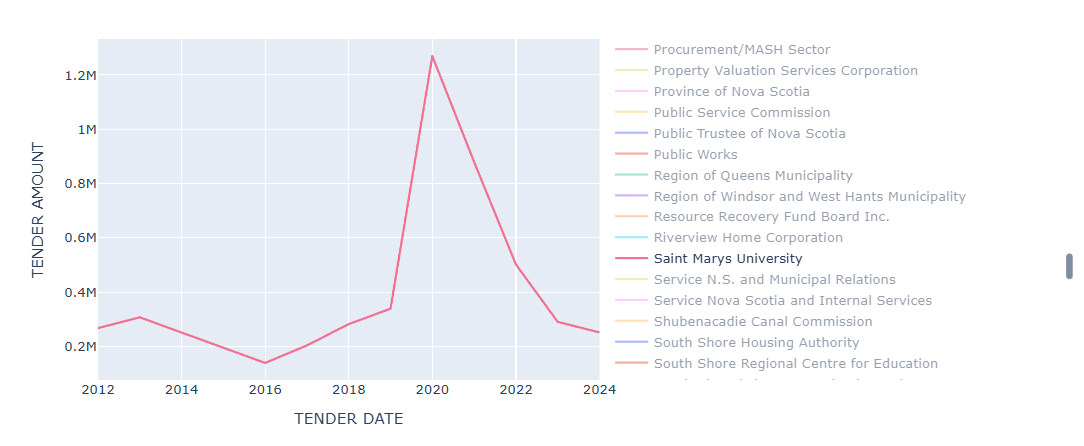 TENDER AMOUNT
1.2M
1M
0.8M
0.6M
0.4M
0.2M
2012 2014 2016 2018 2020 2022 2024
TENDER DATE
Procurement/MASH Sector
Property Valuation Services Corporation
Province of Nova Scotia
Public Service Commission
Public Trustee of Nova Scotia
Public Works
Region of Queens Municipality
Region of Windsor and West Hants Municipality
Resource Recovery Fund Board Inc.
Riverview Home Corporation
Saint Marys University
Service N.S. and Municipal Relations
Service Nova Scotia and Internal Services
Shubenacadie Canal Commission
South Shore Housing Authority
South Shore Regional Centre for Education